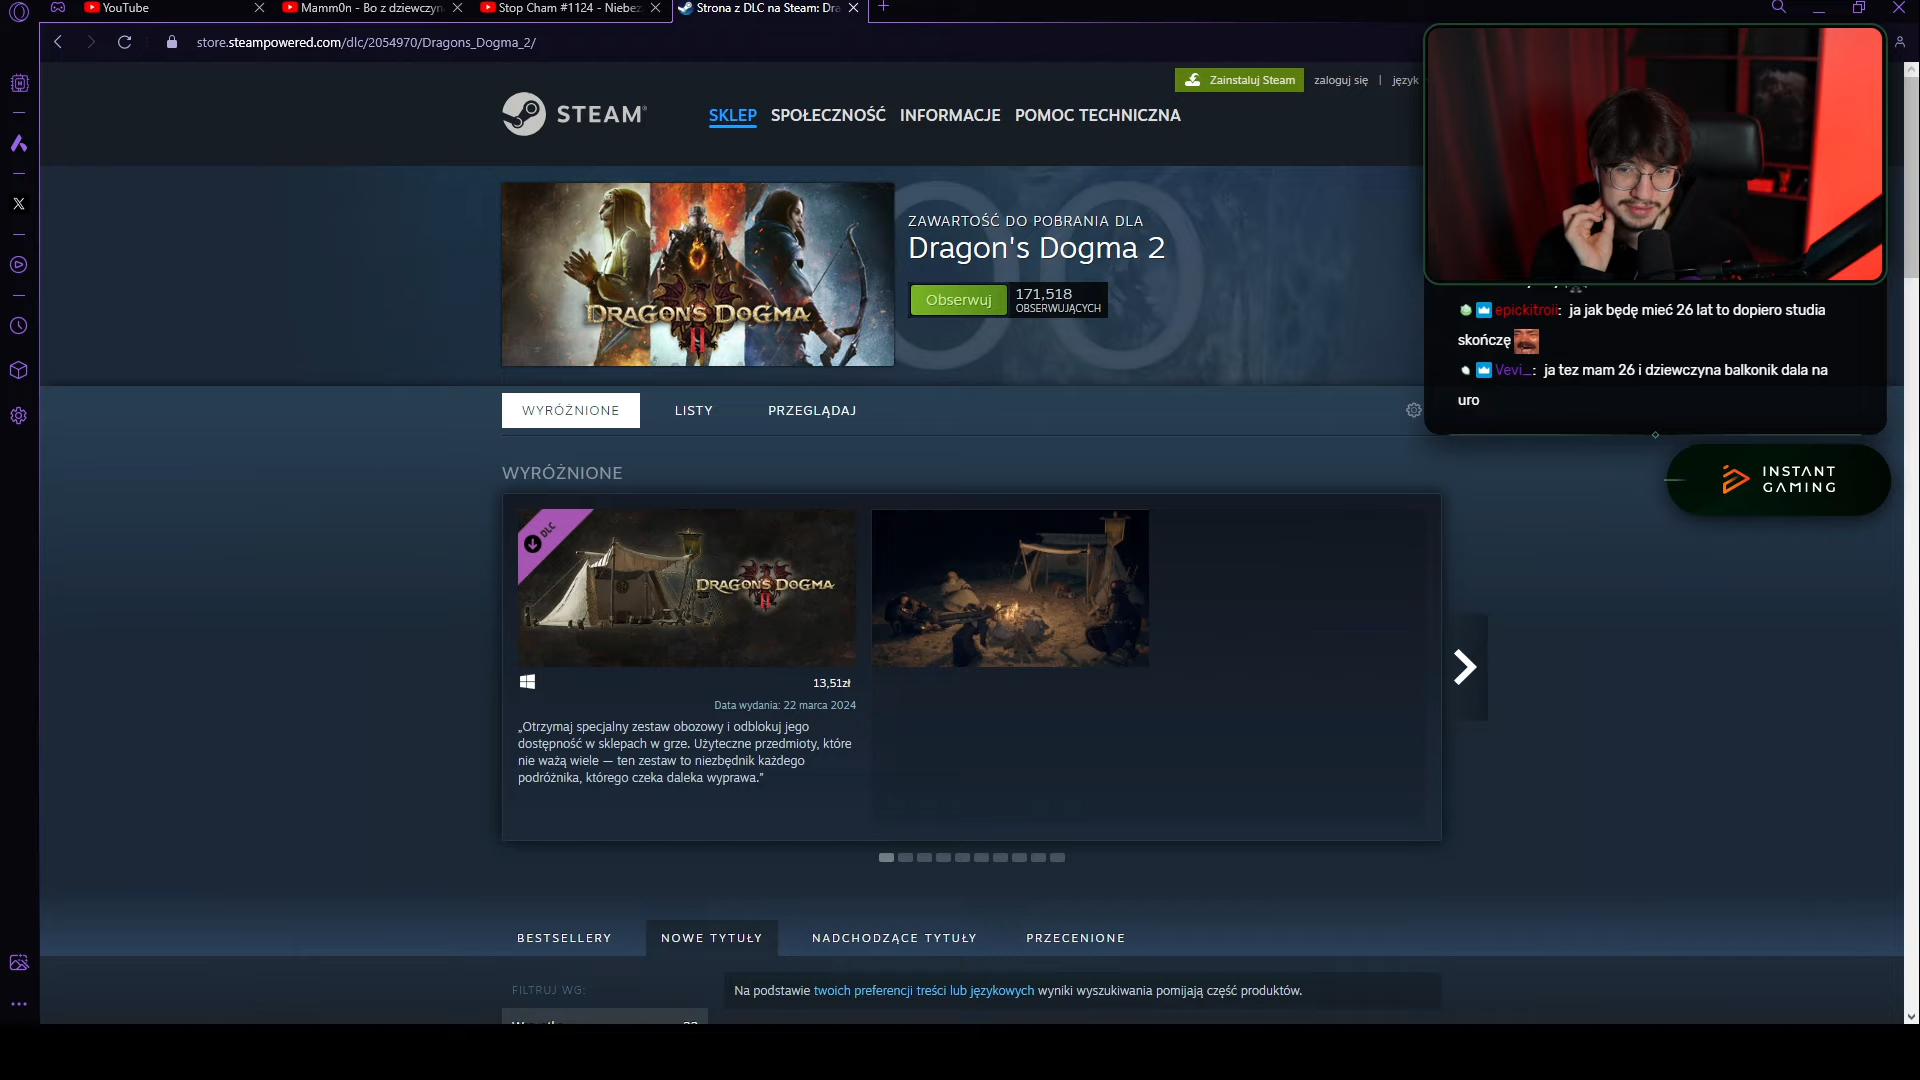 YouTube
Mamm0n - Bo z dziewczyn
Stop Cham #1124 - Niebez
Strona z DLC na Steam: Dra
store.steampowered.com/dlc/2054970/Dragons_Dogma_2/
Zainstaluj Steam
zaloguj się | język
STEAM
SKLEP SPOŁECZNOŚĆ INFORMACJE POMOC TECHNICZNA
DRAGON'S DOGMA
II
ZAWARTOŚĆ DO POBRANIA DLA
Dragon's Dogma 2
Obserwuj
171,518
OBSERWUJĄCYCH
epickitroii: ja jak będę mieć 26 lat to dopiero studia
skończę
Vevi_: ja tez mam 26 i dziewczyna balkonik dala na
uro
INSTANT
GAMING
WYRÓŻNIONE LISTY PRZEGLĄDAJ
WYRÓŻNIONE
DLC
DRAGON'S DOGMA
II
13,51zł
Data wydania: 22 marca 2024
„Otrzymaj specjalny zestaw obozowy i odblokuj jego
dostępność w sklepach w grze. Użyteczne przedmioty, które
nie ważą wiele — ten zestaw to niezbędnik każdego
podróżnika, którego czeka daleka wyprawa.”
BESTSELLERY NOWE TYTUŁY NADCHODZĄCE TYTUŁY PRZECENIONE
FILTRUJ WG:
Na podstawie twoich preferencji treści lub językowych wyniki wyszukiwania pomijają część produktów.